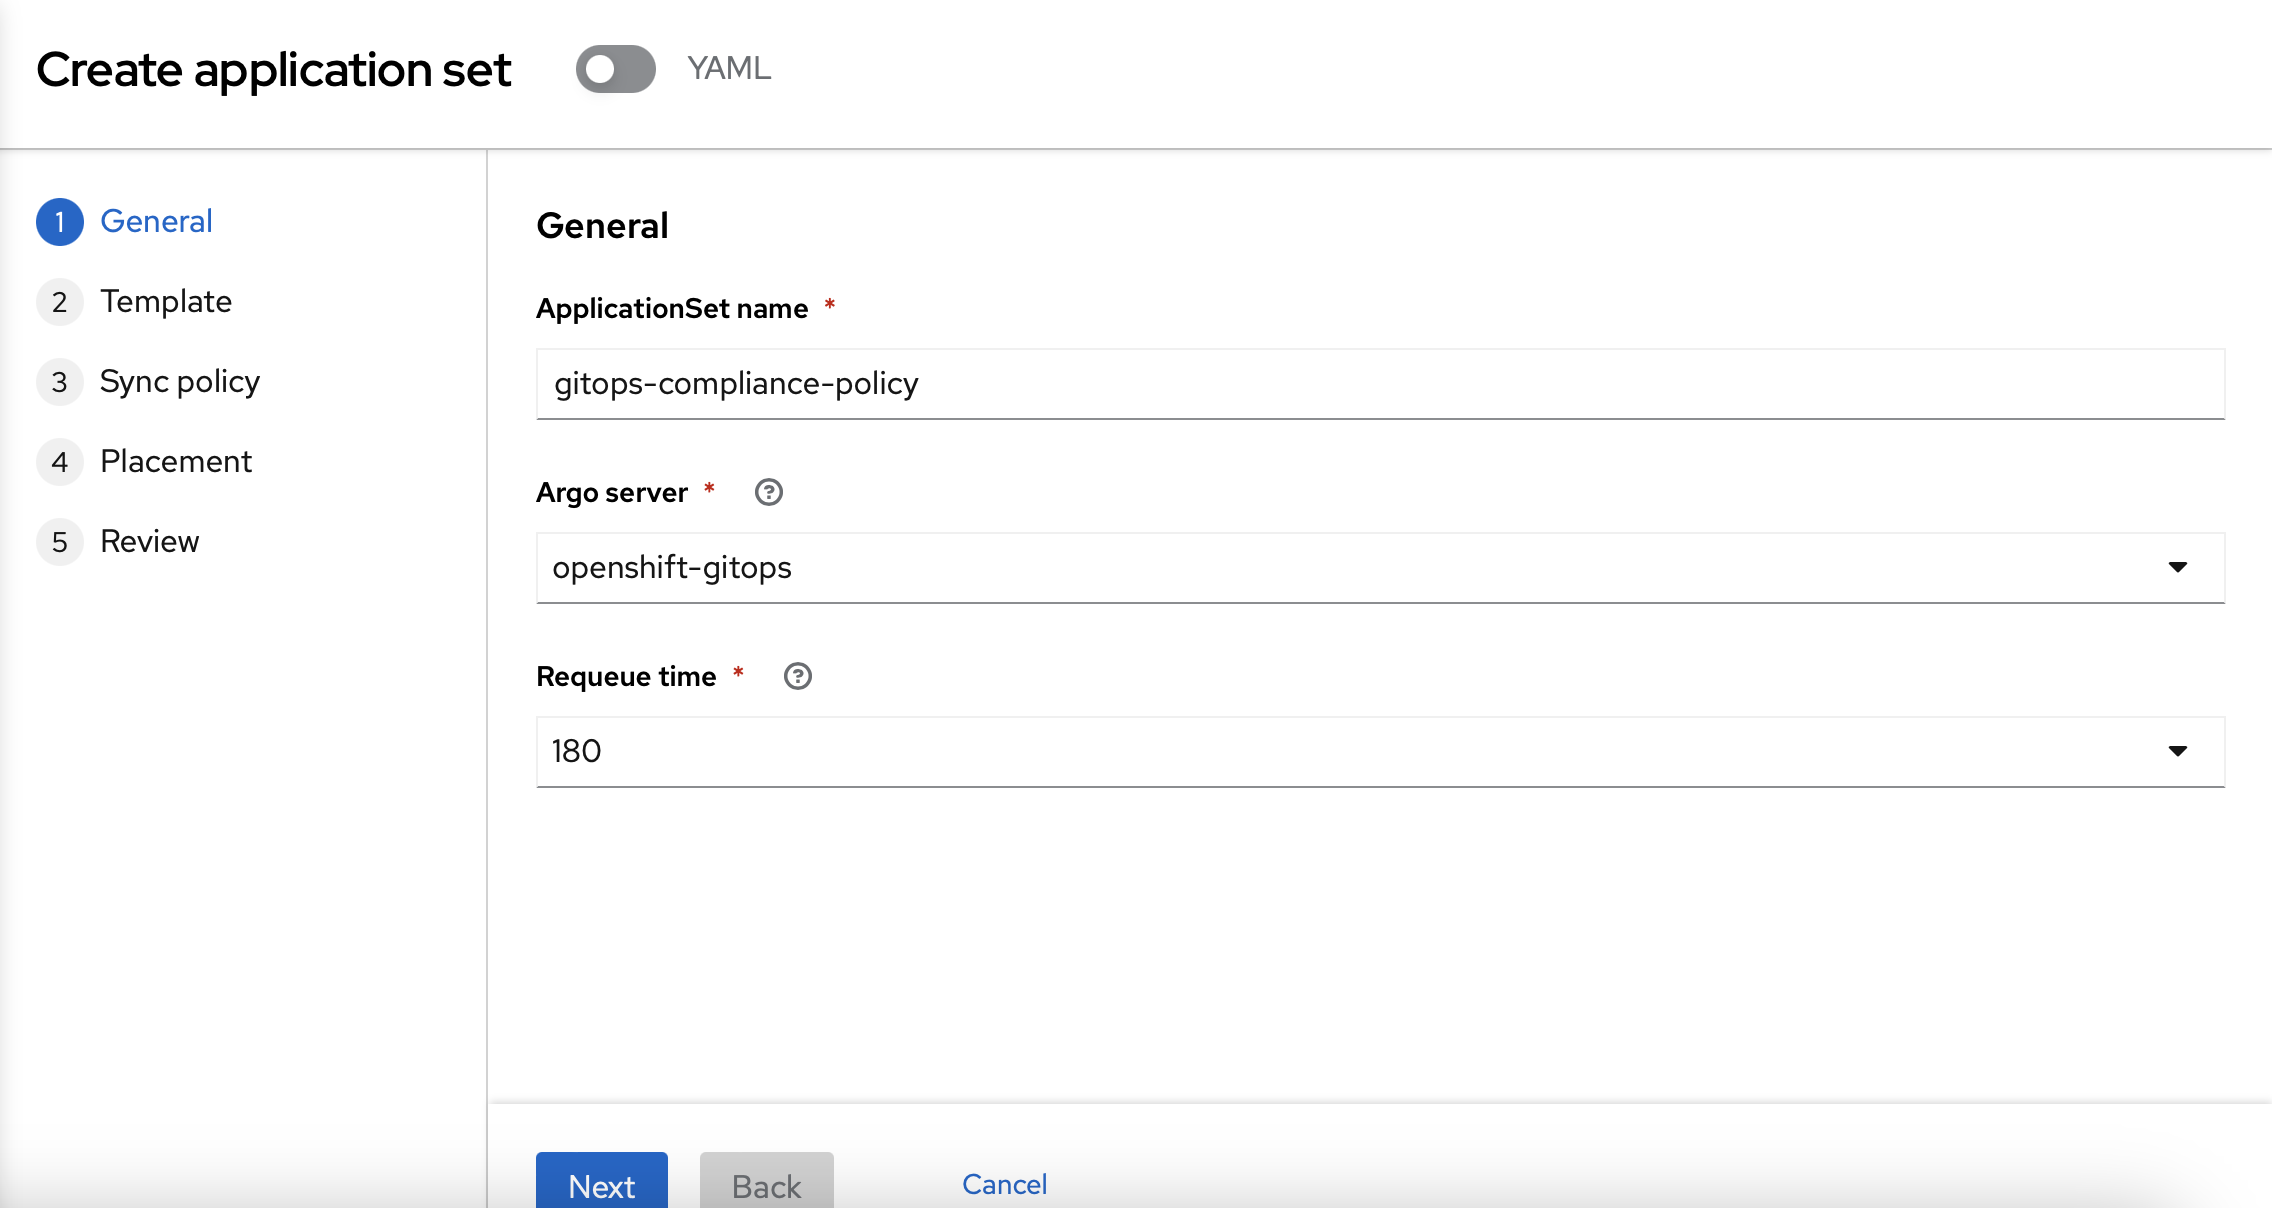 Create application set YAML
1 General
2 Template
3 Sync policy
4 Placement
5 Review
General
ApplicationSet name *
gitops-compliance-policy
Argo server * ?
openshift-gitops
Requeue time * ?
180
Next Back Cancel